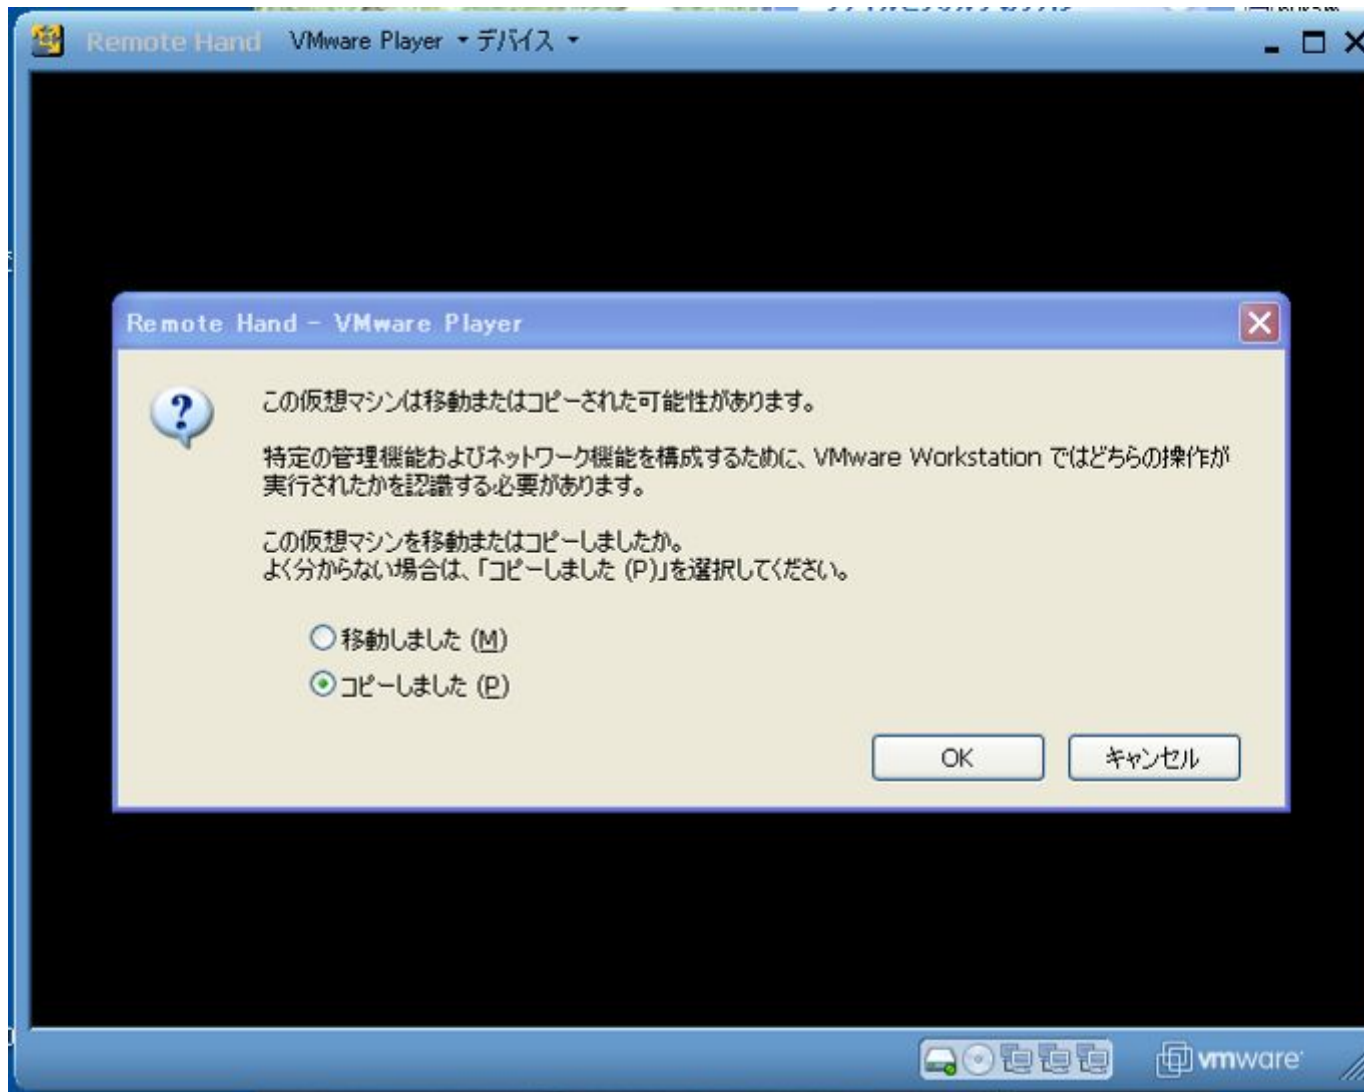 Remote Hand VMware Player デバイス
Remote Hand - VMware Player
この仮想マシンは移動またはコピーされた可能性があります。
特定の管理機能およびネットワーク機能を構成するために、VMware Workstation ではどちらの操作が
実行されたかを認識する必要があります。
この仮想マシンを移動またはコピーしましたか。
よく分からない場合は、「コピーしました (P)」を選択してください。
移動しました (M)
コピーしました (P)
OK キャンセル
vmware